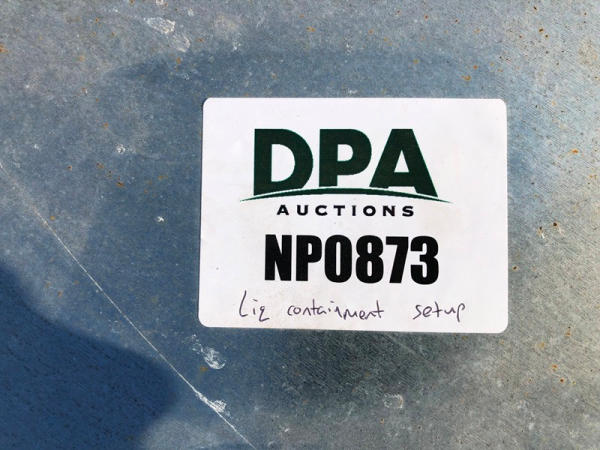 DPA
AUCTIONS
NP0873
Liq containment setup